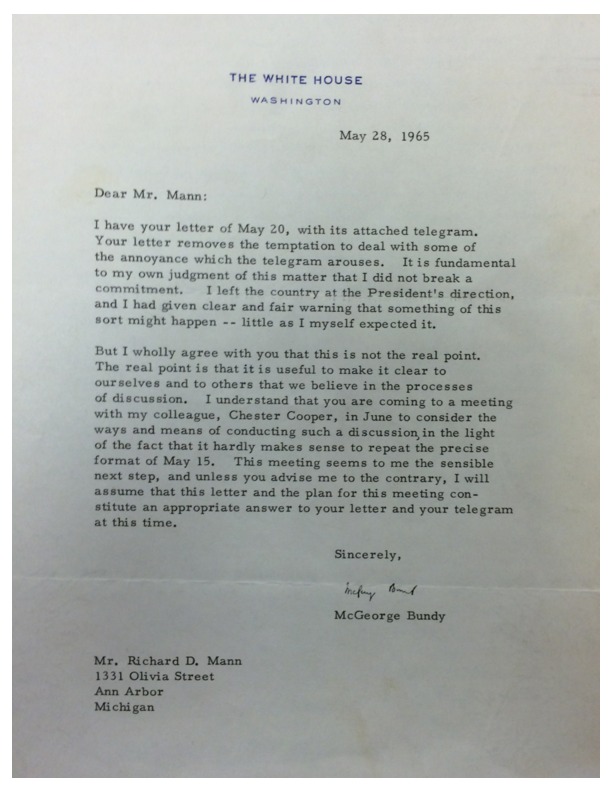 THE WHITE HOUSE
WASHINGTON
May 28, 1965
Dear Mr. Mann:
I have your letter of May 20, with its attached telegram.
Your letter removes the temptation to deal with some of
the annoyance which the telegram arouses. It is fundamental
to my own judgment of this matter that I did not break a
commitment. I left the country at the President's direction,
and I had given clear and fair warning that something of this
sort might happen -- little as I myself expected it.
But I wholly agree with you that this is not the real point.
The real point is that it is useful to make it clear to
ourselves and to others that we believe in the processes
of discussion. I understand that you are coming to a meeting
with my colleague, Chester Cooper, in June to consider the
ways and means of conducting such a discussion, in the light
of the fact that it hardly makes sense to repeat the precise
format of May 15. This meeting seems to me the sensible
next step, and unless you advise me to the contrary, I will
assume that this letter and the plan for this meeting con-
stitute an appropriate answer to your letter and your telegram
at this time.
Sincerely,
McGeorge Bundy
Mr. Richard D. Mann
1331 Olivia Street
Ann Arbor
Michigan